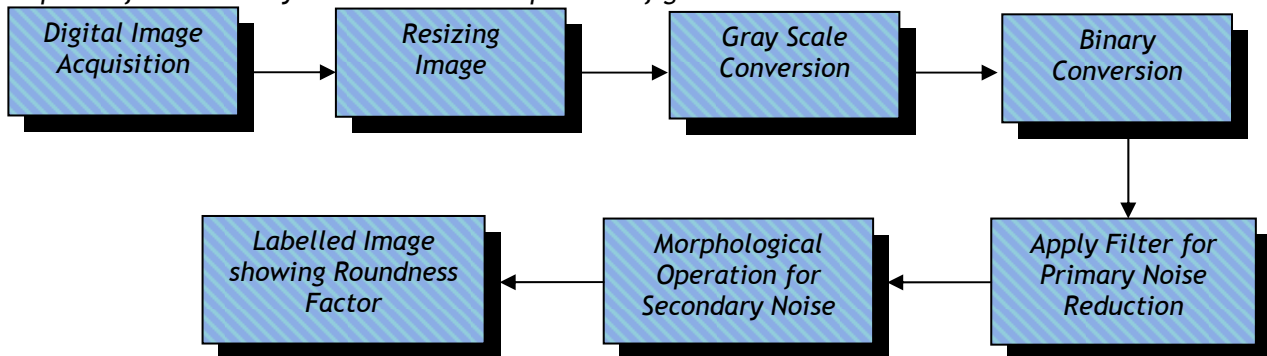 Digital Image
Acquisition
Resizing
Image
Gray Scale
Conversion
Binary
Conversion
Apply Filter for
Primary Noise
Reduction
Morphological
Operation for
Secondary Noise
Labelled Image
showing Roundness
Factor